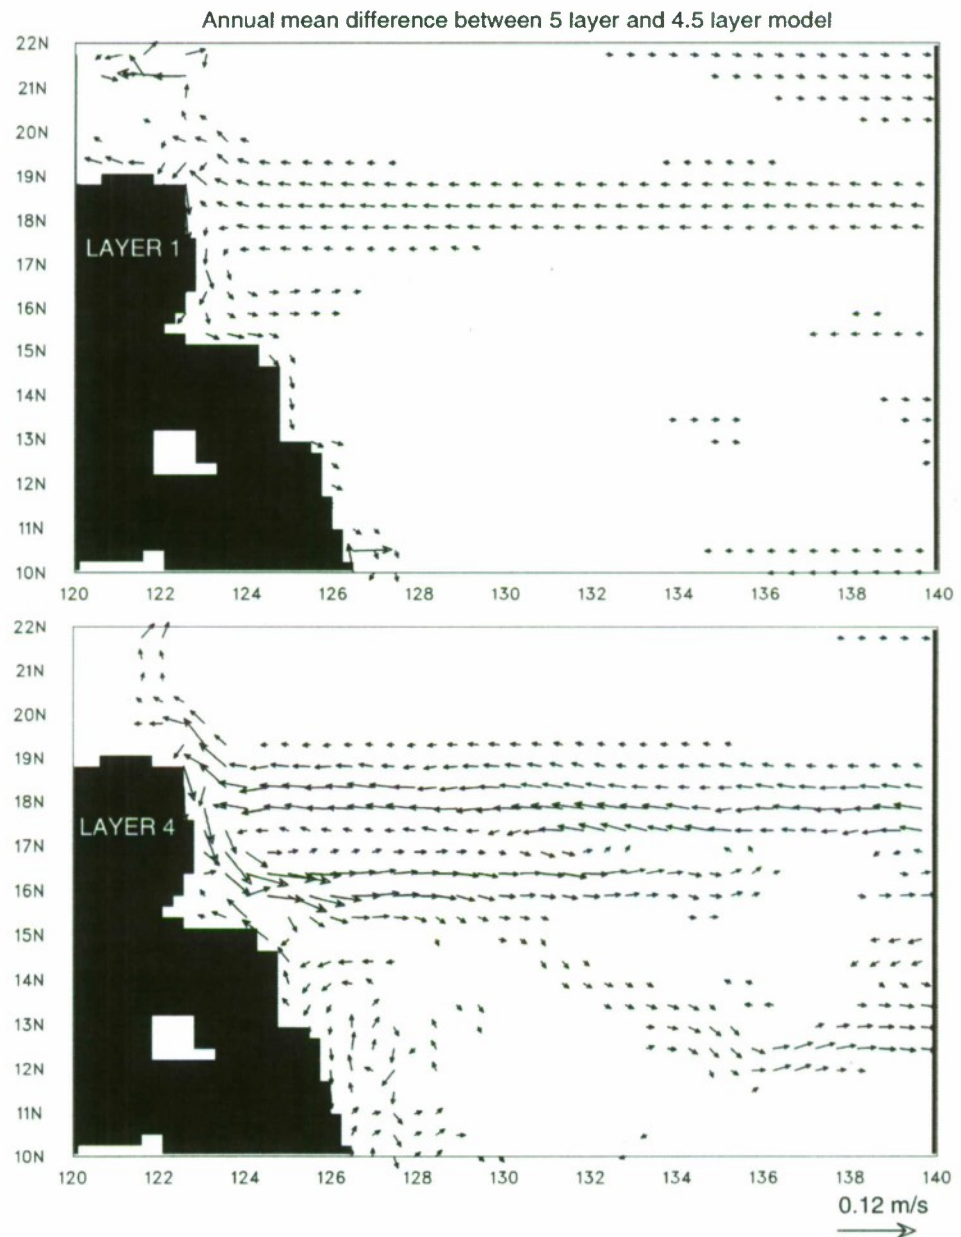 Annual mean difference between 5 layer and 4.5 layer model
22N
21N
20N
19N
18N
17N
16N
15N
14N
13N
12N
11N
10N
LAYER 1
120 122 124 126 128 130 132 134 136 138 140
22N
21N
20N
19N
18N
17N
16N
15N
14N
13N
12N
11N
10N
LAYER 4
120 122 124 126 128 130 132 134 136 138 140
0.12 m/s